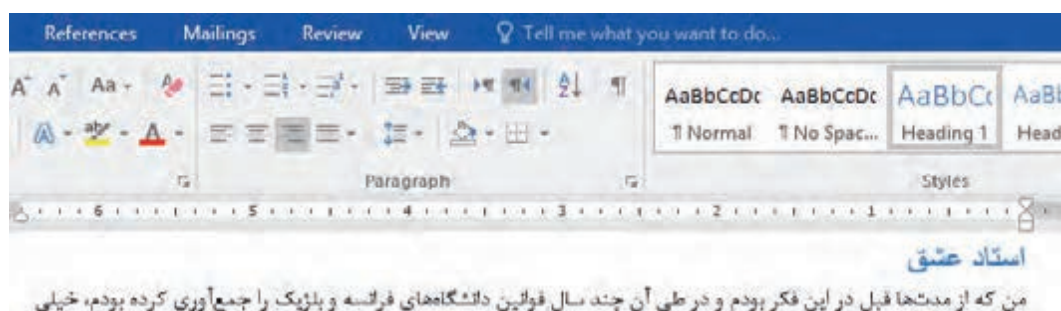 References Mailings Review View Tell me what you want to do...
Aa
AaBbCcDc AaBbCcDc AaBbCc AaBb
¶ Normal ¶ No Spac... Heading 1 Head
Paragraph Styles
6 5 4 3 2 1
استاد عشق
من که از مدت‌ها قبل در این فکر بودم و در طی آن چند سال قوانین دانشگاه‌های فرانسه و بلژیک را جمع‌آوری کرده بودم، خیلی